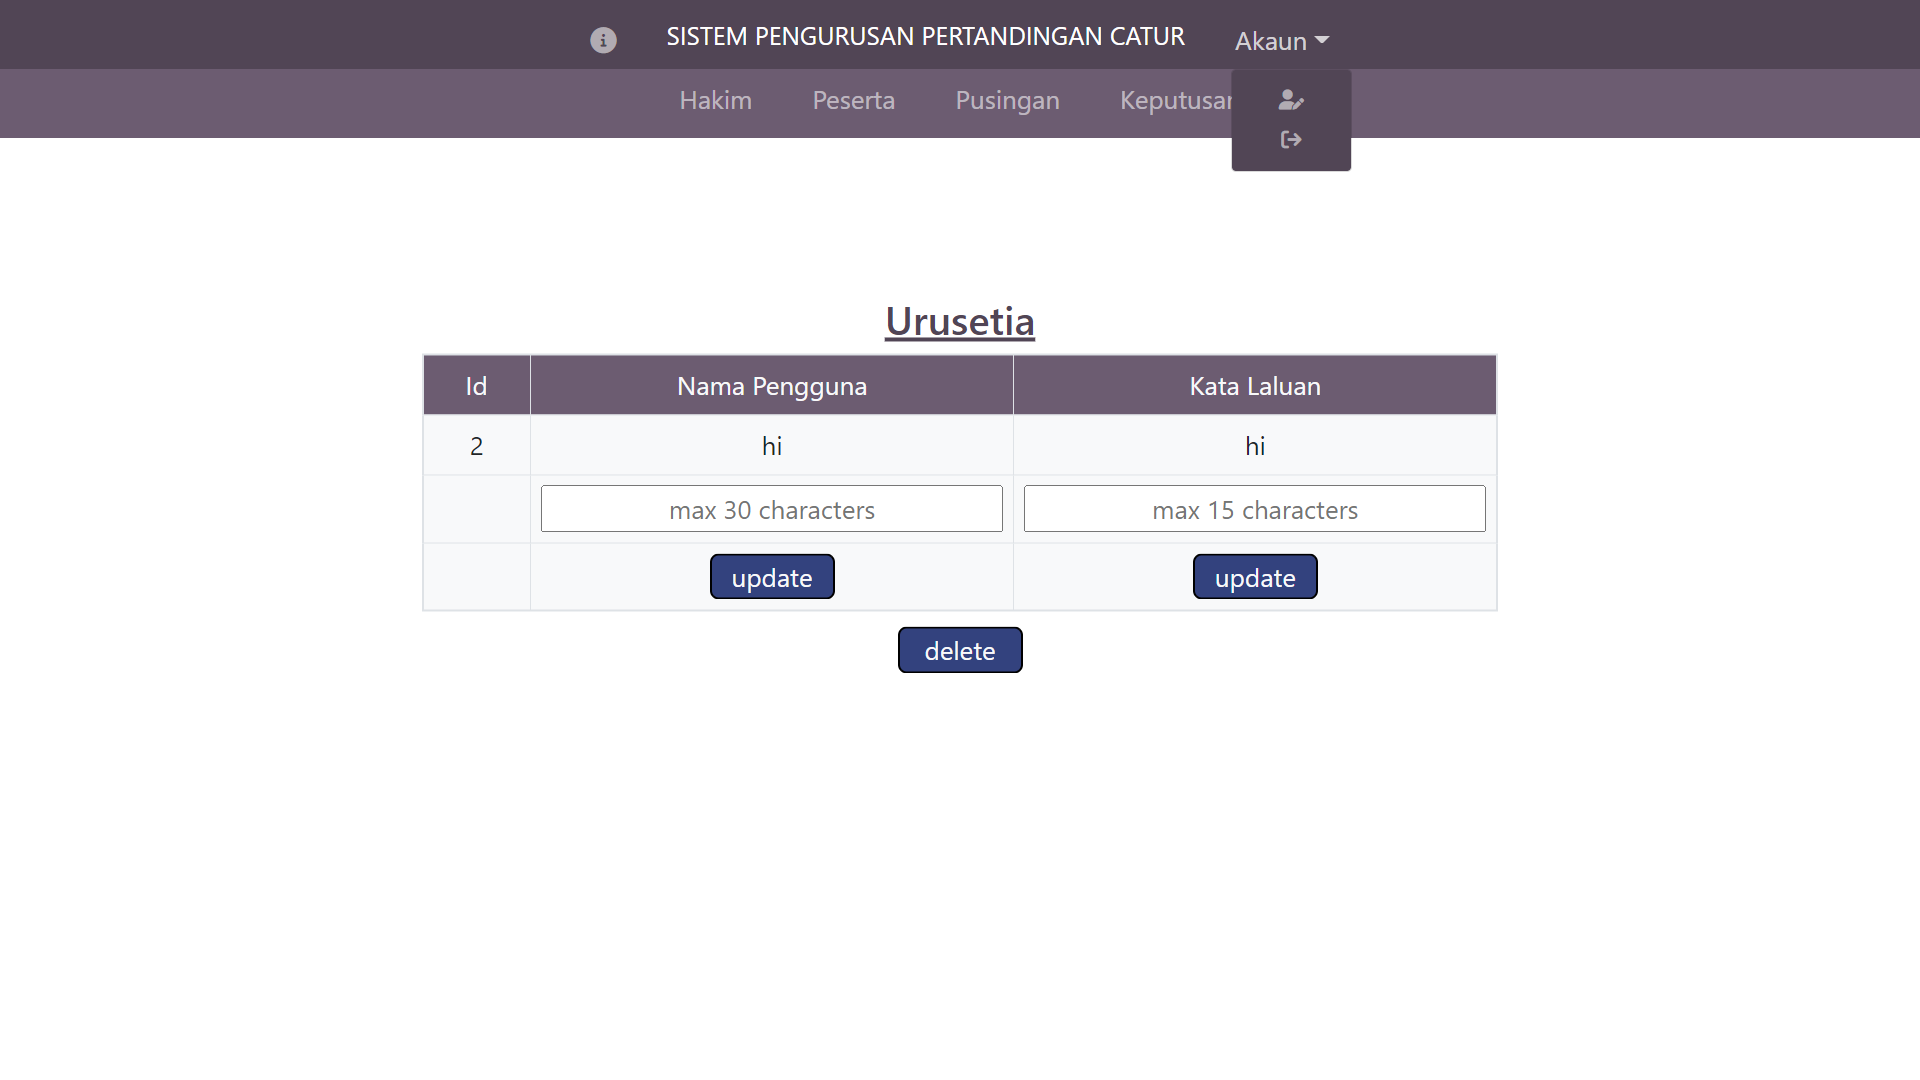 SISTEM PENGURUSAN PERTANDINGAN CATUR Akaun
Hakim Peserta Pusingan
Urusetia
Id Nama Pengguna Kata Laluan
2 hi hi
max 30 characters max 15 characters
update update
delete